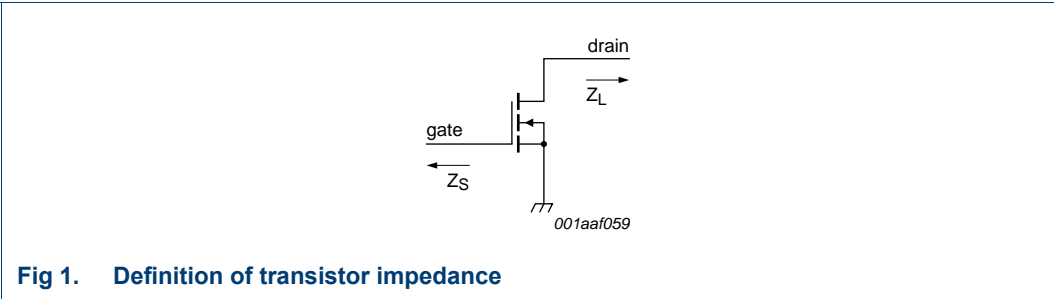 drain
Z_L
gate
Z_S
001aaf059
Fig 1. Definition of transistor impedance